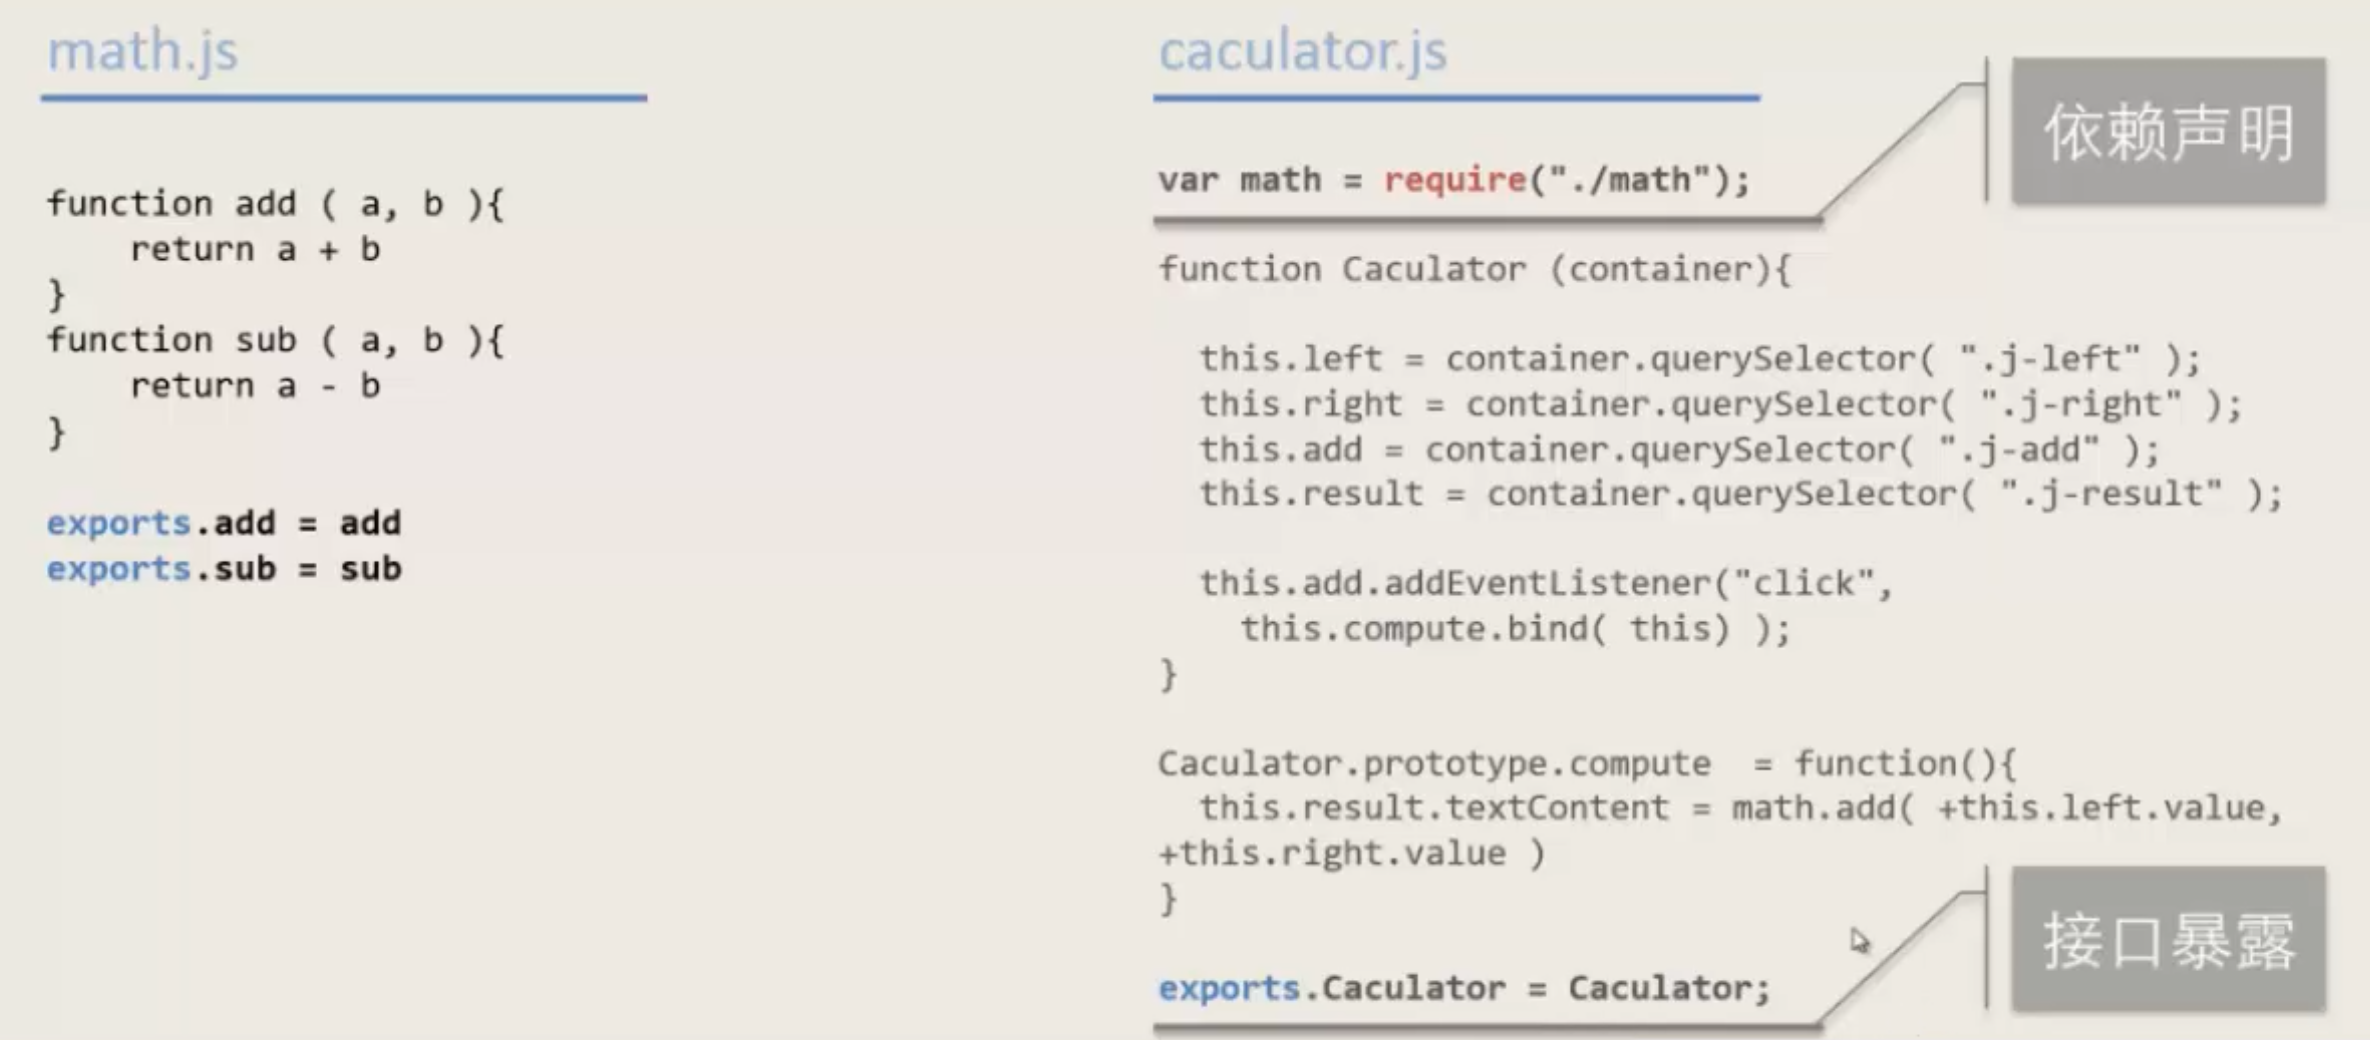 math.js
function add ( a, b ){
    return a + b
}
function sub ( a, b ){
    return a - b
}
exports.add = add
exports.sub = sub
caculator.js
依赖声明
var math = require("./math");
function Caculator (container){
  this.left = container.querySelector( ".j-left" );
  this.right = container.querySelector( ".j-right" );
  this.add = container.querySelector( ".j-add" );
  this.result = container.querySelector( ".j-result" );
  this.add.addEventListener("click",
    this.compute.bind( this) );
}
Caculator.prototype.compute  = function(){
  this.result.textContent = math.add( +this.left.value,
+this.right.value )
}
接口暴露
exports.Caculator = Caculator;